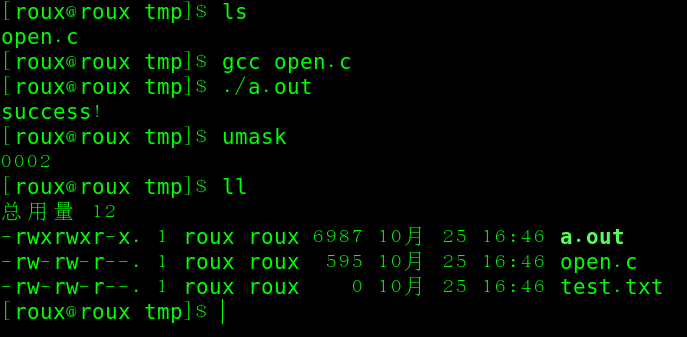 [roux@roux tmp]$ ls
open.c
[roux@roux tmp]$ gcc open.c
[roux@roux tmp]$ ./a.out
success!
[roux@roux tmp]$ umask
0002
[roux@roux tmp]$ ll
总用量 12
-rwxrwxr-x. 1 roux roux 6987 10月 25 16:46 a.out
-rw-rw-r--. 1 roux roux  595 10月 25 16:46 open.c
-rw-rw-r--. 1 roux roux    0 10月 25 16:46 test.txt
[roux@roux tmp]$